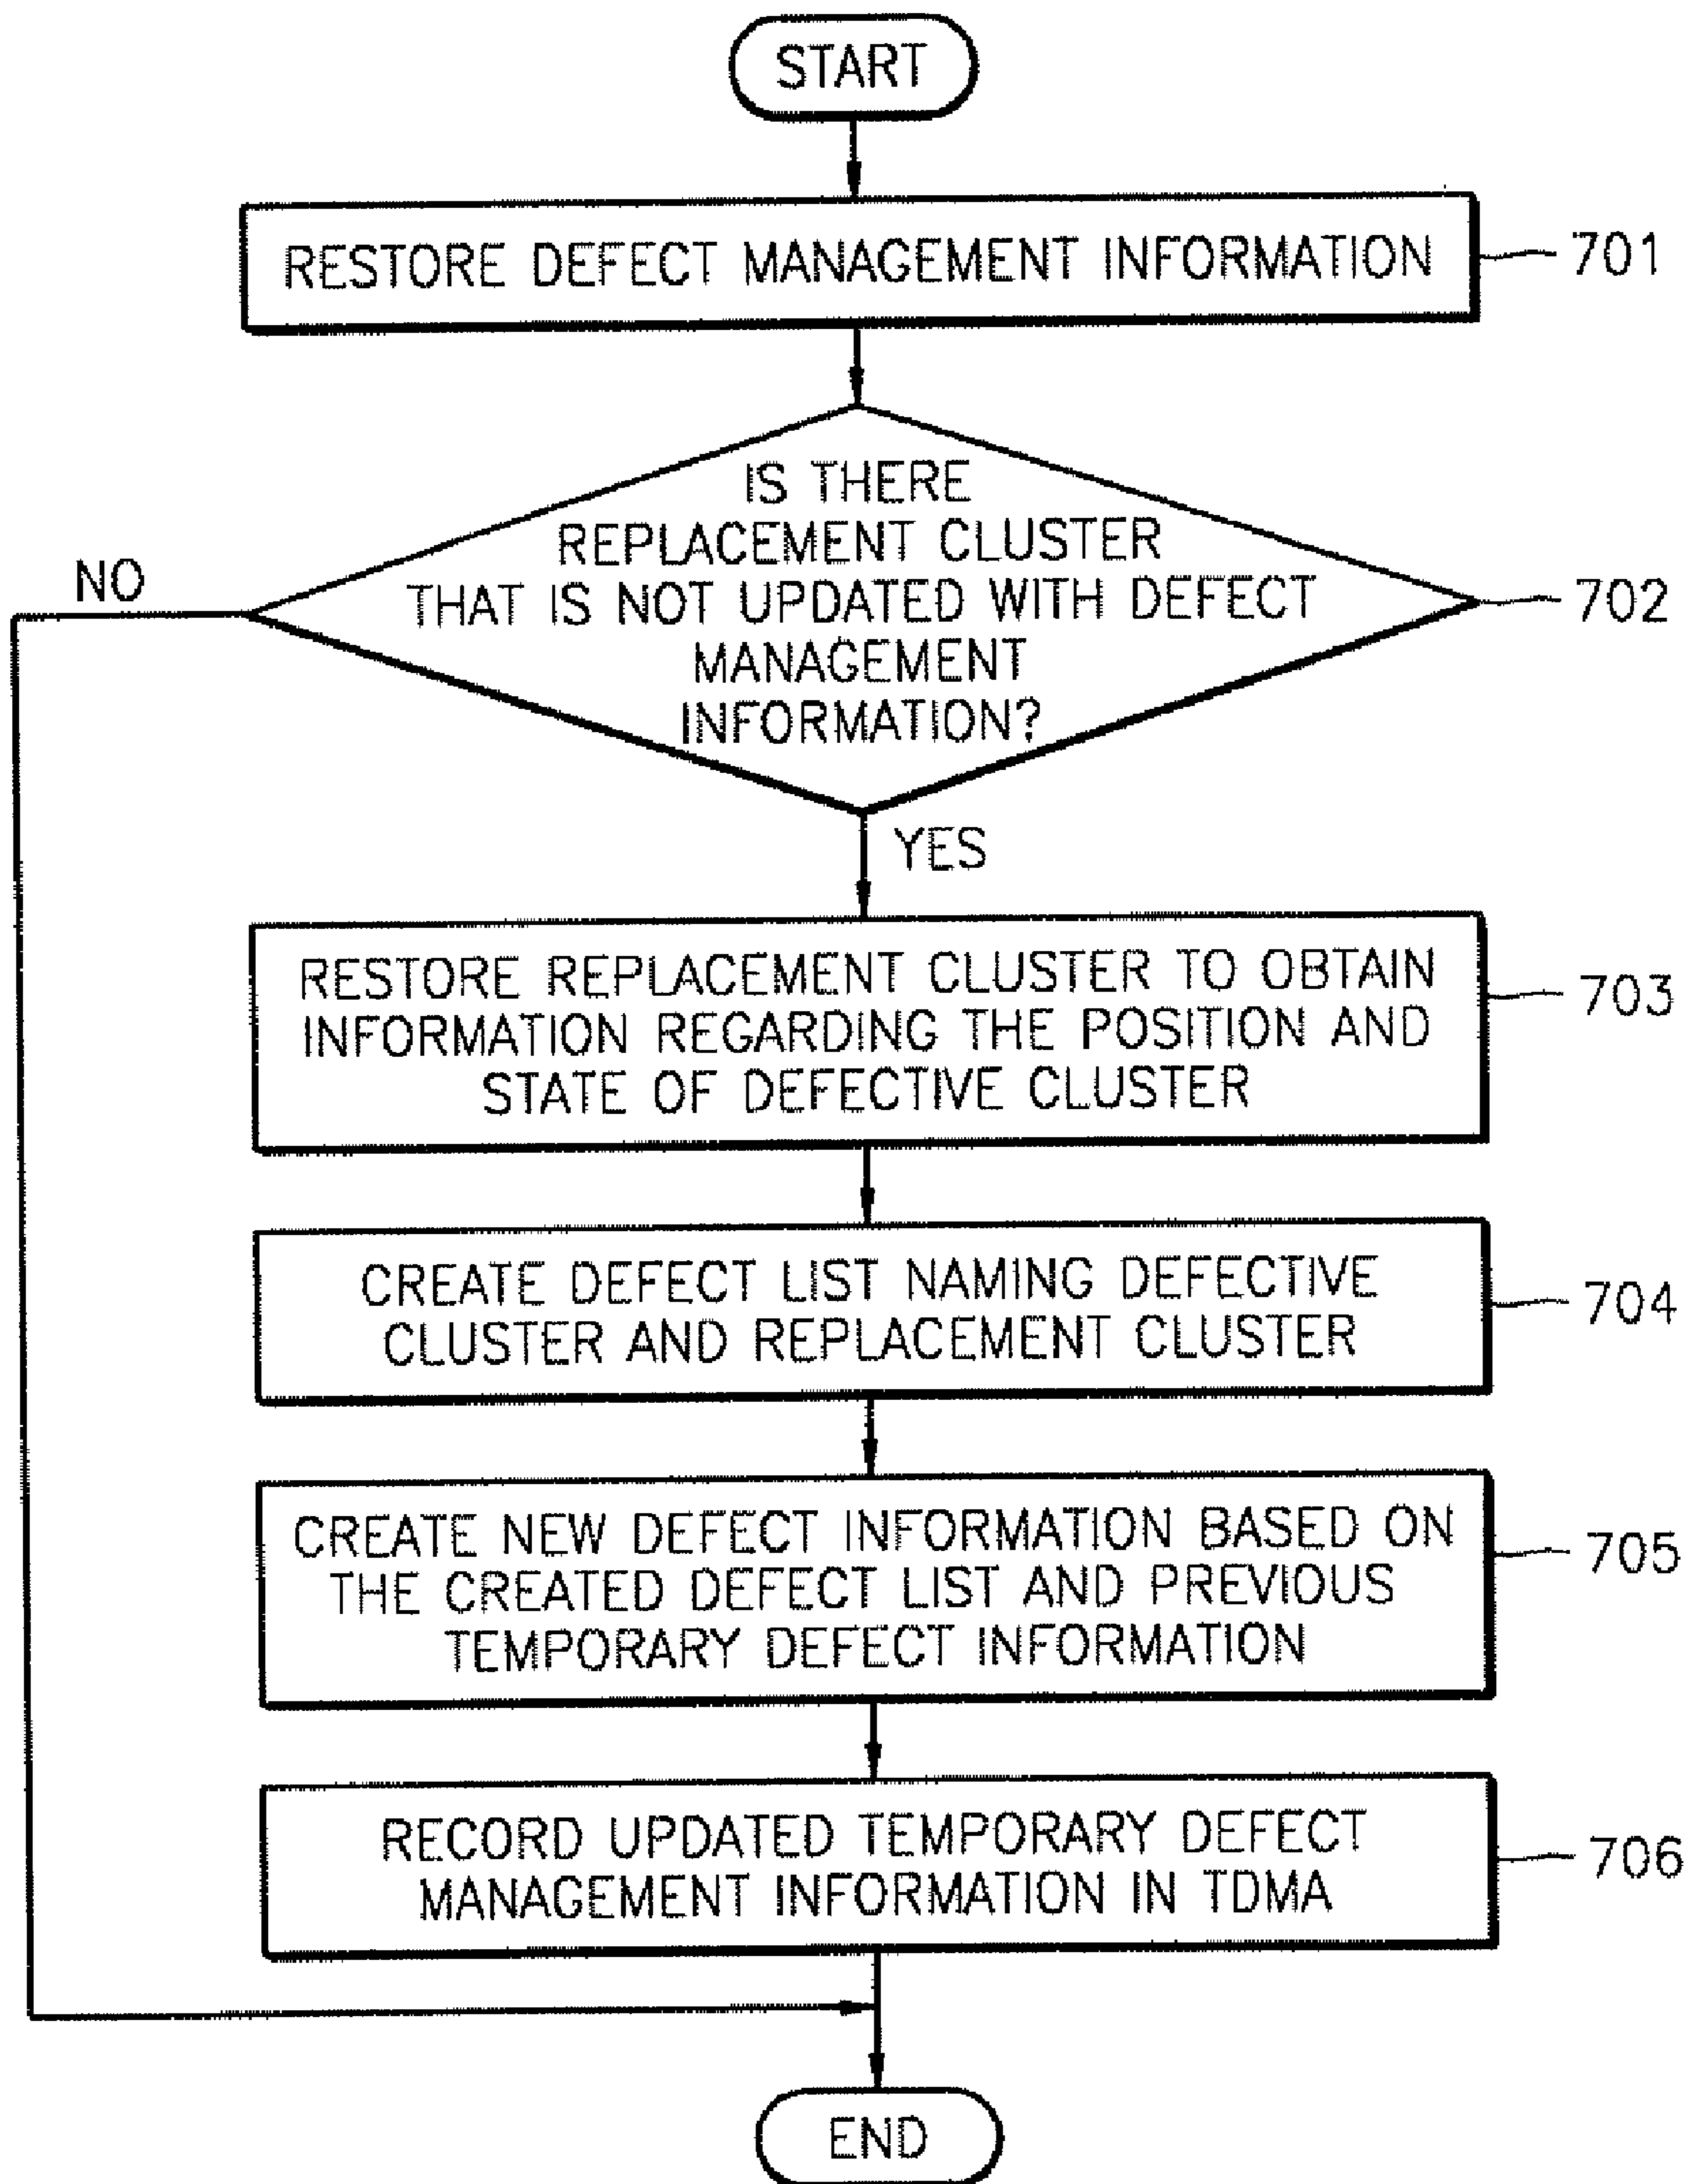 START
RESTORE DEFECT MANAGEMENT INFORMATION
701
IS THERE
REPLACEMENT CLUSTER
THAT IS NOT UPDATED WITH DEFECT
MANAGEMENT
INFORMATION?
702
NO
YES
RESTORE REPLACEMENT CLUSTER TO OBTAIN
INFORMATION REGARDING THE POSITION AND
STATE OF DEFECTIVE CLUSTER
703
CREATE DEFECT LIST NAMING DEFECTIVE
CLUSTER AND REPLACEMENT CLUSTER
704
CREATE NEW DEFECT INFORMATION BASED ON
THE CREATED DEFECT LIST AND PREVIOUS
TEMPORARY DEFECT INFORMATION
705
RECORD UPDATED TEMPORARY DEFECT
MANAGEMENT INFORMATION IN TDMA
706
END